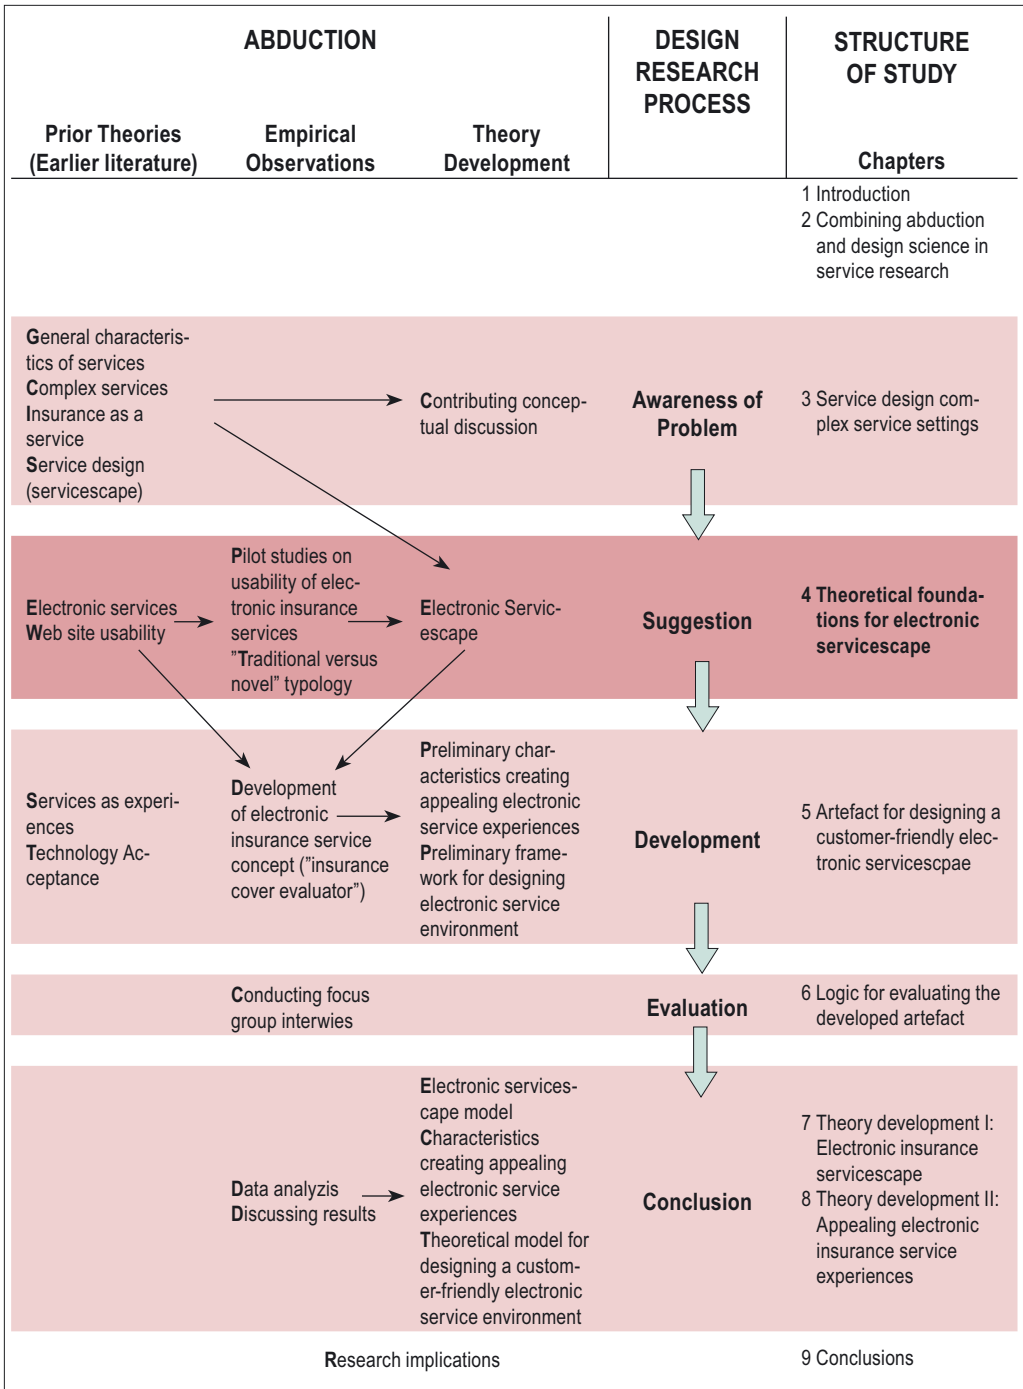 ABDUCTION
DESIGN
RESEARCH
PROCESS
STRUCTURE
OF STUDY
Prior Theories
(Earlier literature)
Empirical
Observations
Theory
Development
Chapters
1 Introduction
2 Combining abduction
and design science in
service research
General characteris-
tics of services
Complex services
Insurance as a
service
Service design
(servicescape)
Contributing concep-
tual discussion
Awareness of
Problem
3 Service design com-
plex service settings
Electronic services
Web site usability
Pilot studies on
usability of elec-
tronic insurance
services
"Traditional versus
novel" typology
Electronic Servic-
escape
Suggestion
4 Theoretical founda-
tions for electronic
servicescape
Services as experi-
ences
Technology Ac-
ceptance
Development
of electronic
insurance service
concept ("insurance
cover evaluator")
Preliminary char-
acteristics creating
appealing electronic
service experiences
Preliminary frame-
work for designing
electronic service
environment
Development
5 Artefact for designing a
customer-friendly elec-
tronic servicescpae
Conducting focus
group interwies
Evaluation
6 Logic for evaluating the
developed artefact
Data analyzis
Discussing results
Electronic services-
cape model
Characteristics
creating appealing
electronic service
experiences
Theoretical model for
designing a custom-
er-friendly electronic
service environment
Conclusion
7 Theory development I:
Electronic insurance
servicescape
8 Theory development II:
Appealing electronic
insurance service
experiences
Research implications
9 Conclusions